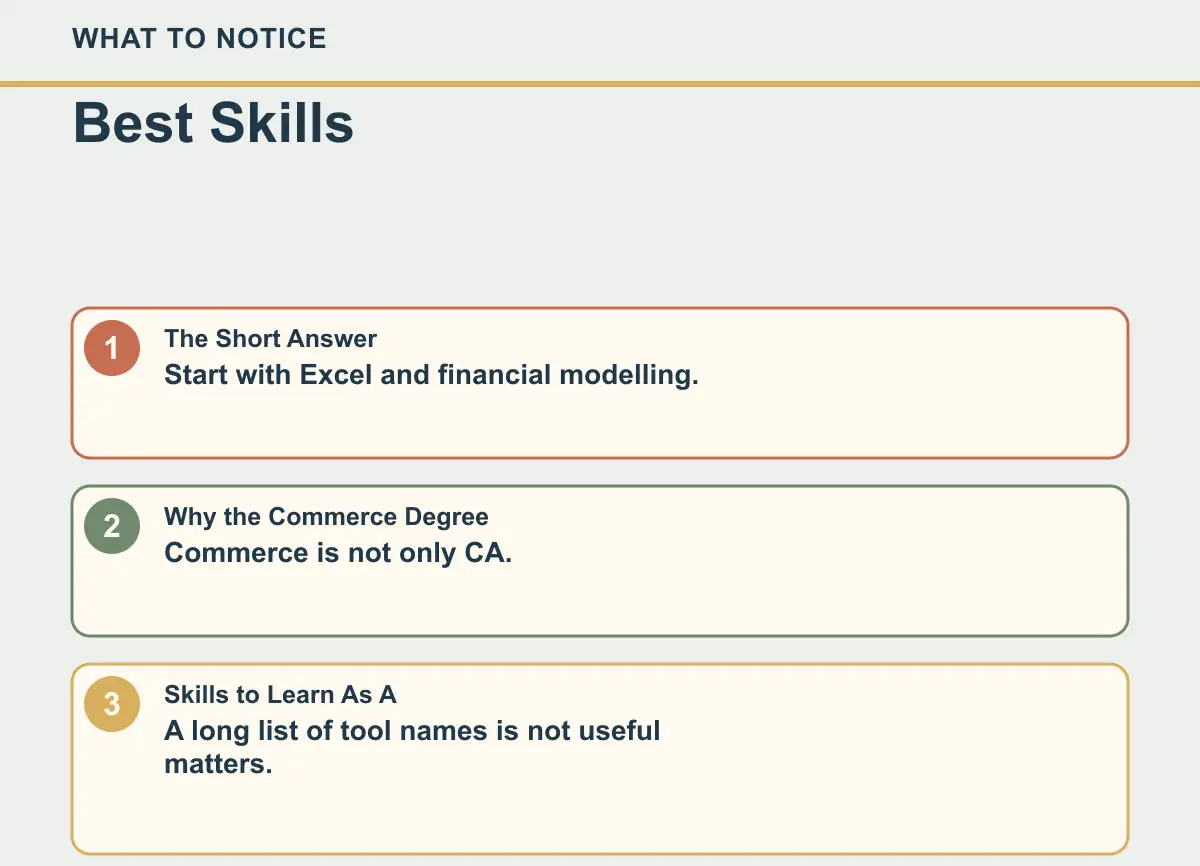 WHAT TO NOTICE
Best Skills
1
The Short Answer
Start with Excel and financial modelling.
2
Why the Commerce Degree
Commerce is not only CA.
3
Skills to Learn As A
A long list of tool names is not useful
matters.